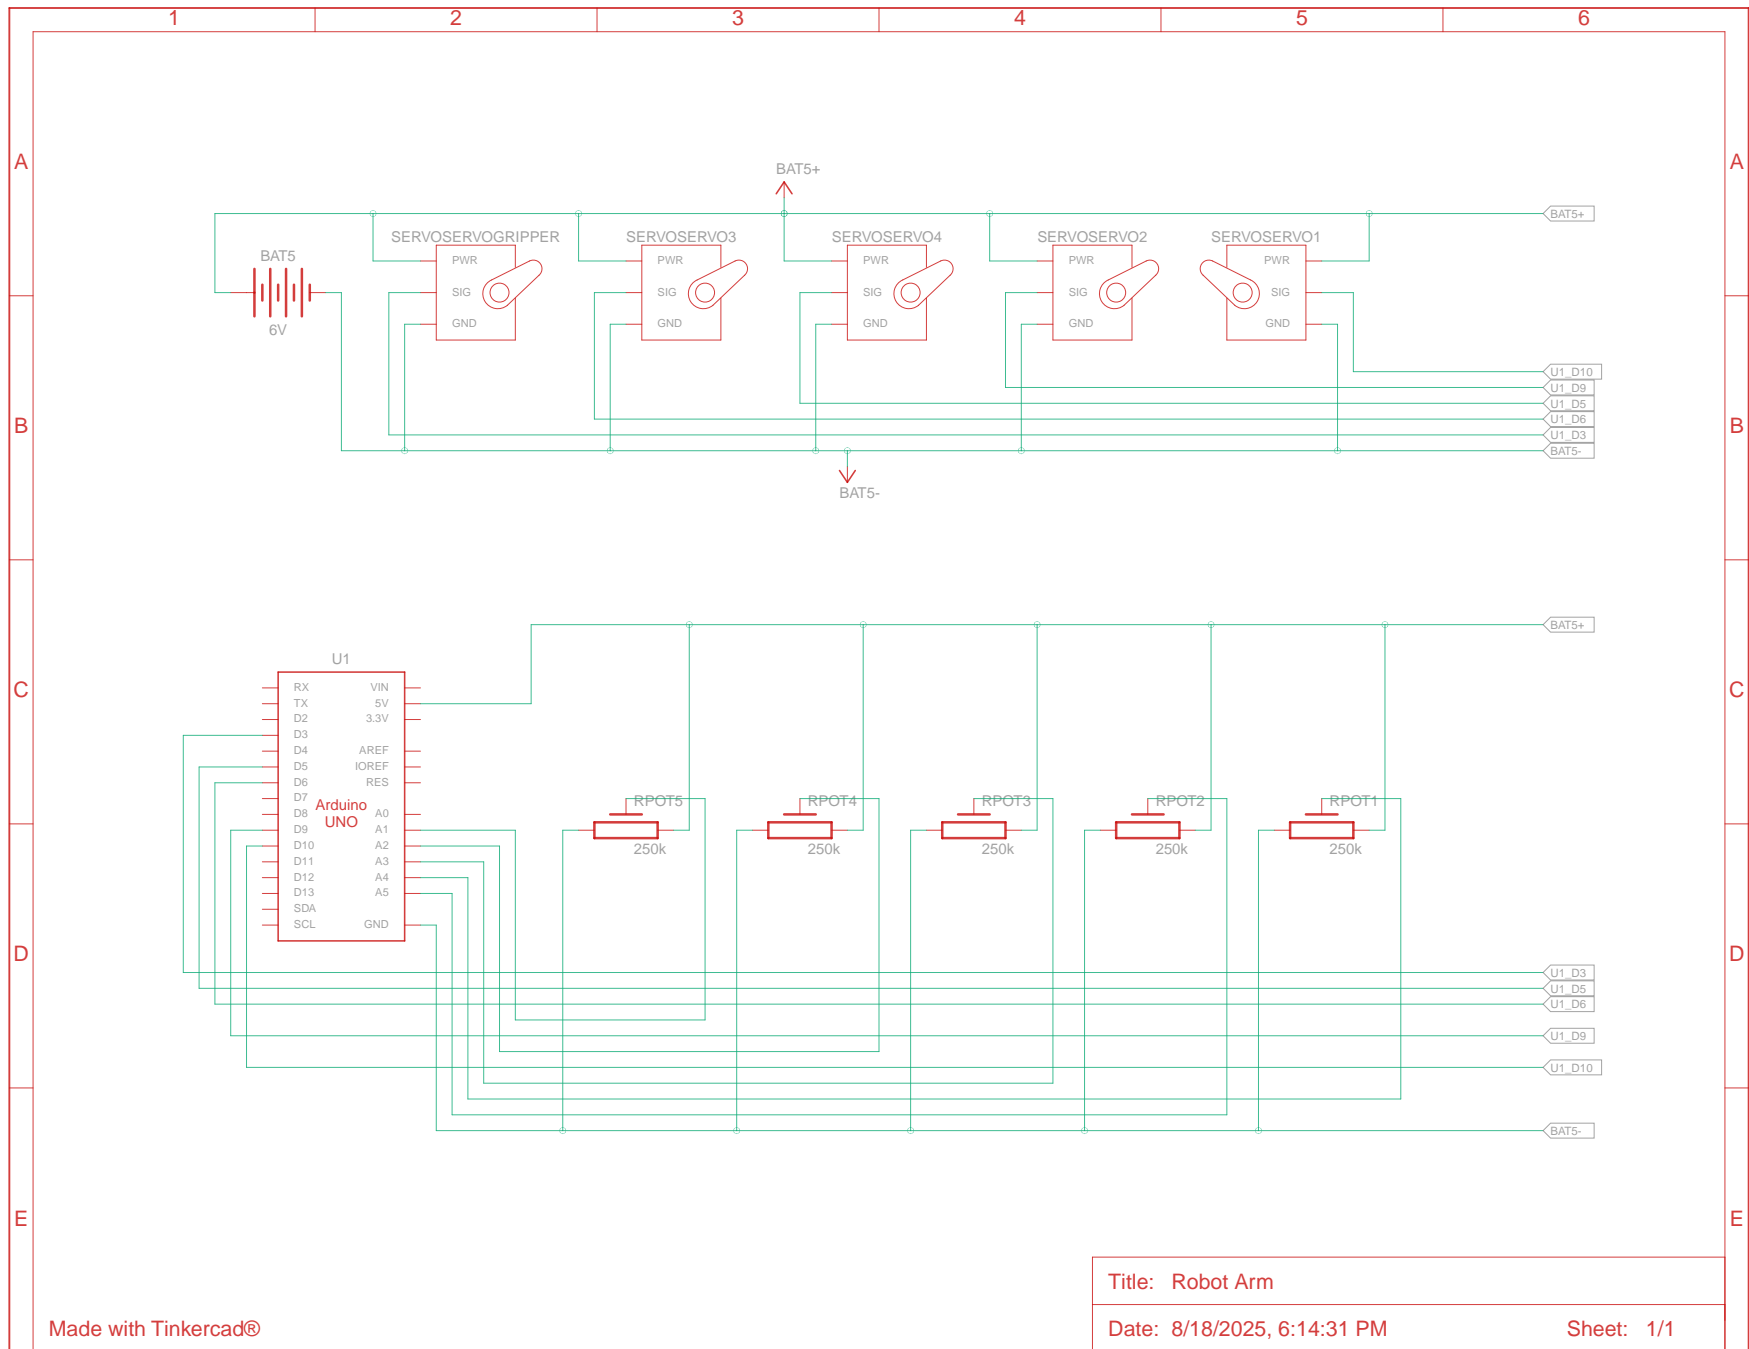 1 2 3 4 5 6
A A
BAT5+
BAT5+
SERVOSERVOGRIPPER SERVOSERVO3 SERVOSERVO4 SERVOSERVO2 SERVOSERVO1
BAT5
PWR PWR PWR PWR PWR
SIG SIG SIG SIG SIG
GND GND GND GND GND
6V
U1_D10
U1_D9
U1_D5
U1_D6
B B
U1_D3
BAT5-
BAT5-
BAT5+
U1
C C
RX VIN
TX 5V
D2 3.3V
D3
D4 AREF
D5 IOREF
D6 RES
D7
Arduino
UNO
D8 A0
D9 A1
D10 A2
D11 A3
D12 A4
D13 A5
SDA
SCL GND
RPOT5 RPOT4 RPOT3 RPOT2 RPOT1
250k 250k 250k 250k 250k
D D
U1_D3
U1_D5
U1_D6
U1_D9
U1_D10
BAT5-
E E
Title: Robot Arm
Made with Tinkercad®
Date: 8/18/2025, 6:14:31 PM Sheet: 1/1